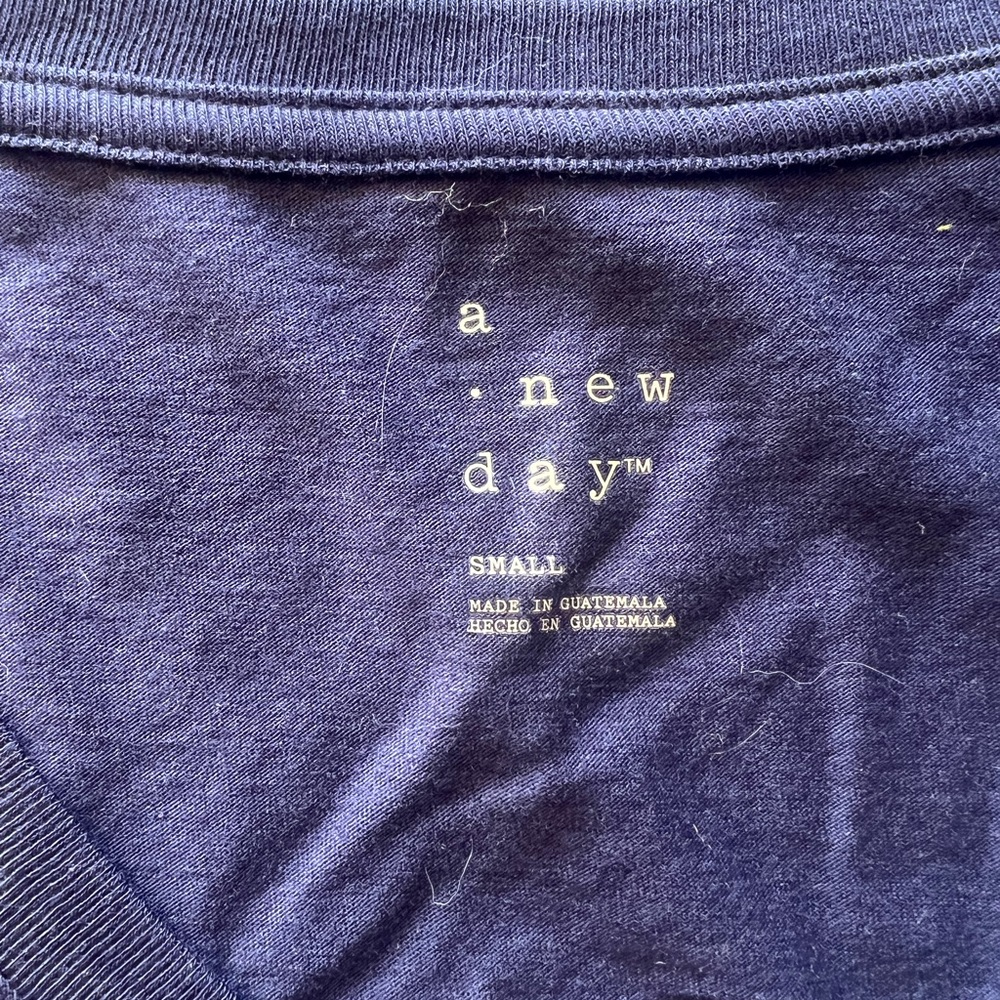 a
· new
day™
SMALL
MADE IN GUATEMALA
HECHO EN GUATEMALA